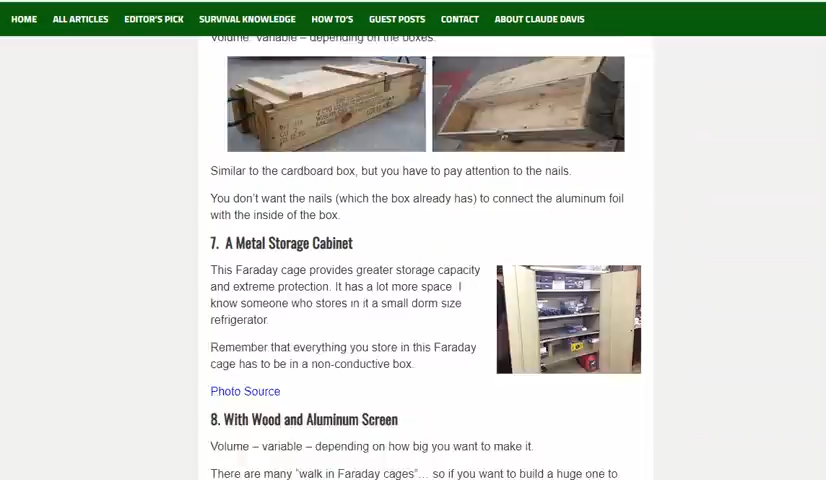 HOME ALL ARTICLES EDITOR'S PICK SURVIVAL KNOWLEDGE HOW TO'S GUEST POSTS CONTACT ABOUT CLAUDE DAVIS
Volume variable – depending on the boxes.
Similar to the cardboard box, but you have to pay attention to the nails.
You don't want the nails (which the box already has) to connect the aluminum foil
with the inside of the box.
7. A Metal Storage Cabinet
This Faraday cage provides greater storage capacity
and extreme protection. It has a lot more space I
know someone who stores in it a small dorm size
refrigerator.
Remember that everything you store in this Faraday
cage has to be in a non-conductive box.
Photo Source
8. With Wood and Aluminum Screen
Volume – variable – depending on how big you want to make it.
There are many "walk in Faraday cages"... so if you want to build a huge one to